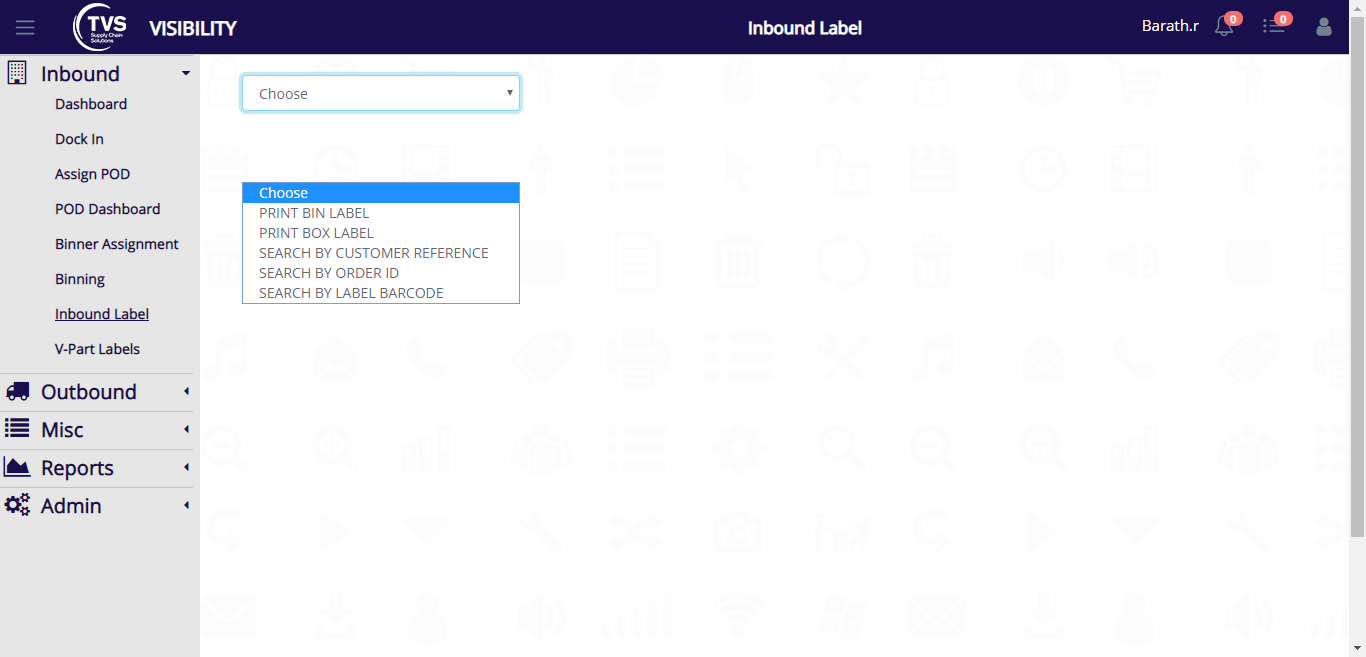 TVS
Supply Chain
Solutions
VISIBILITY
Inbound Label
Barath.r
0
0
Inbound
Dashboard
Dock In
Assign POD
POD Dashboard
Binner Assignment
Binning
Inbound Label
V-Part Labels
Outbound
Misc
Reports
Admin
Choose
Choose
PRINT BIN LABEL
PRINT BOX LABEL
SEARCH BY CUSTOMER REFERENCE
SEARCH BY ORDER ID
SEARCH BY LABEL BARCODE